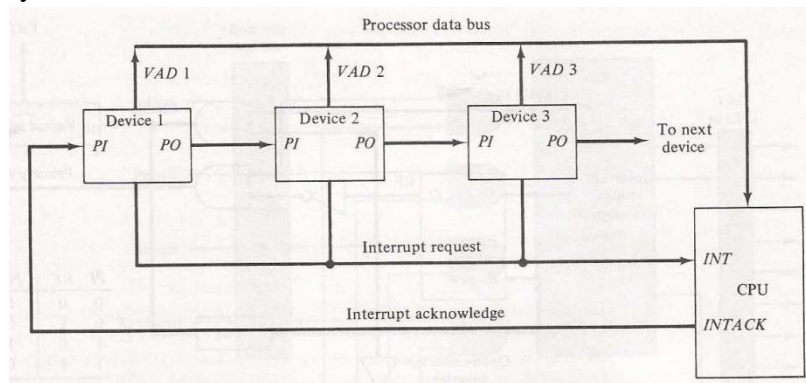 Processor data bus
VAD 1
VAD 2
VAD 3
Device 1
PI PO
Device 2
PI PO
Device 3
PI PO
To next
device
Interrupt request
INT
CPU
Interrupt acknowledge
INTACK